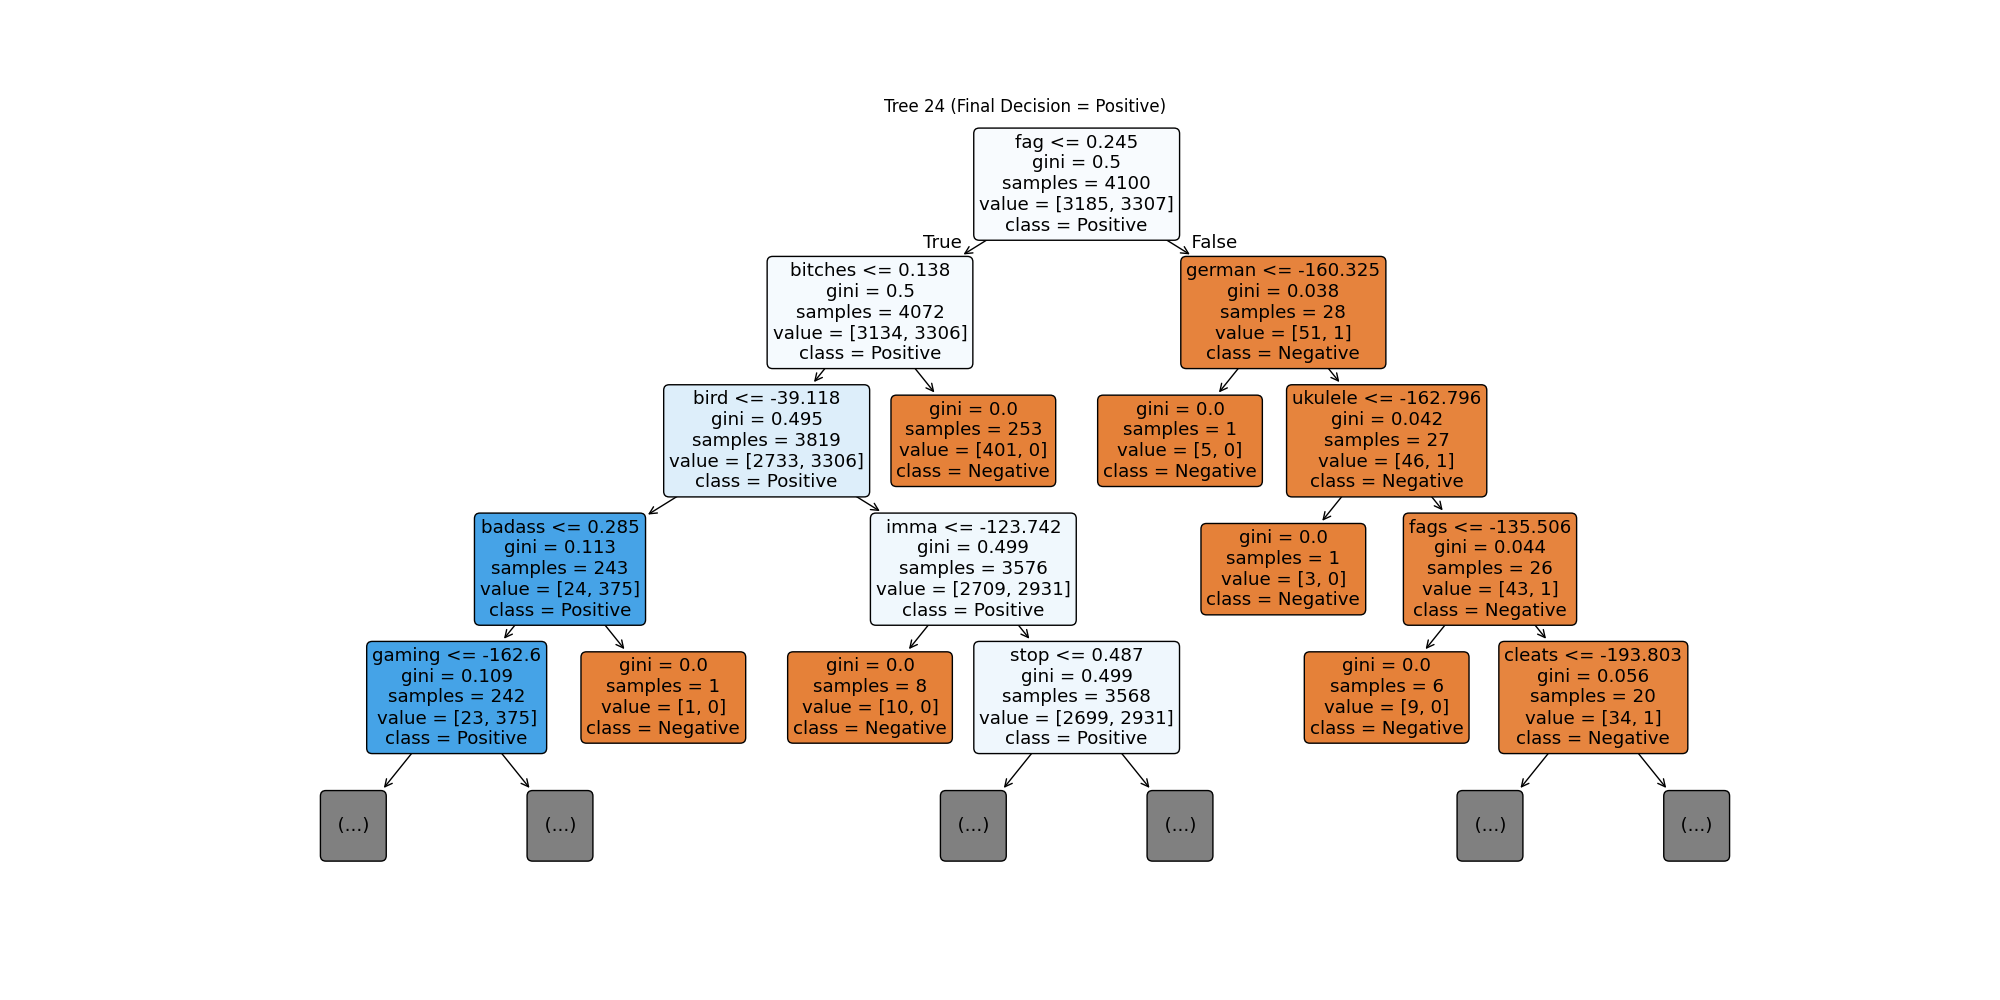 Tree 24 (Final Decision = Positive)
fag <= 0.245
gini = 0.5
samples = 4100
value = [3185, 3307]
class = Positive
True
False
bitches <= 0.138
gini = 0.5
samples = 4072
value = [3134, 3306]
class = Positive
german <= -160.325
gini = 0.038
samples = 28
value = [51, 1]
class = Negative
bird <= -39.118
gini = 0.495
samples = 3819
value = [2733, 3306]
class = Positive
gini = 0.0
samples = 253
value = [401, 0]
class = Negative
gini = 0.0
samples = 1
value = [5, 0]
class = Negative
ukulele <= -162.796
gini = 0.042
samples = 27
value = [46, 1]
class = Negative
badass <= 0.285
gini = 0.113
samples = 243
value = [24, 375]
class = Positive
imma <= -123.742
gini = 0.499
samples = 3576
value = [2709, 2931]
class = Positive
gini = 0.0
samples = 1
value = [3, 0]
class = Negative
fags <= -135.506
gini = 0.044
samples = 26
value = [43, 1]
class = Negative
gaming <= -162.6
gini = 0.109
samples = 242
value = [23, 375]
class = Positive
gini = 0.0
samples = 1
value = [1, 0]
class = Negative
gini = 0.0
samples = 8
value = [10, 0]
class = Negative
stop <= 0.487
gini = 0.499
samples = 3568
value = [2699, 2931]
class = Positive
gini = 0.0
samples = 6
value = [9, 0]
class = Negative
cleats <= -193.803
gini = 0.056
samples = 20
value = [34, 1]
class = Negative
(...)
(...)
(...)
(...)
(...)
(...)